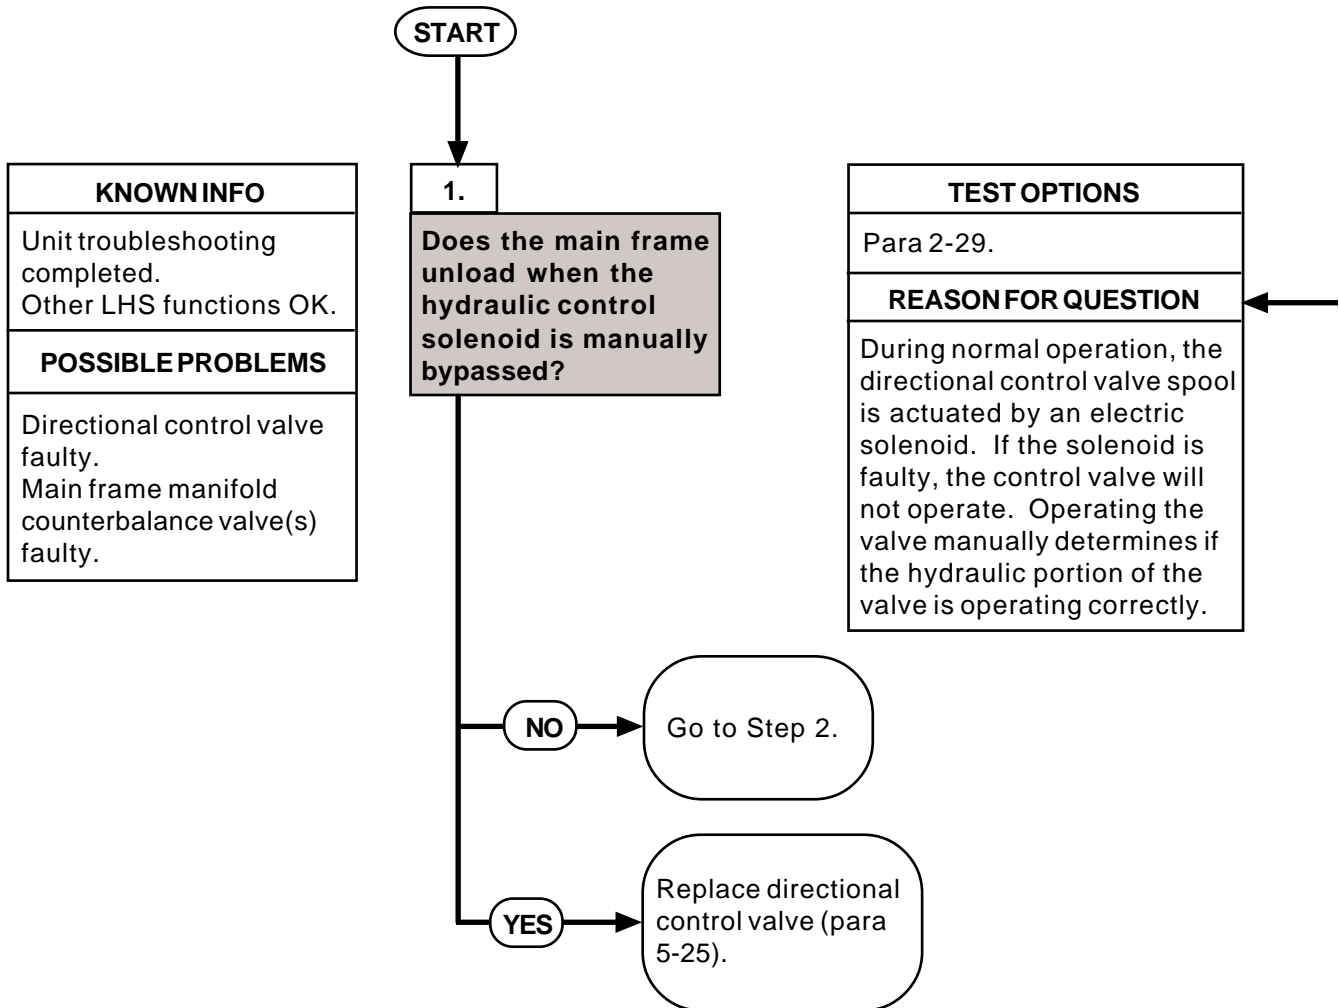 START
KNOWN INFO
Unit troubleshooting
completed.
Other LHS functions OK.
POSSIBLE PROBLEMS
Directional control valve
faulty.
Main frame manifold
counterbalance valve(s)
faulty.
1.
Does the main frame
unload when the
hydraulic control
solenoid is manually
bypassed?
TEST OPTIONS
Para 2-29.
REASON FOR QUESTION
During normal operation, the
directional control valve spool
is actuated by an electric
solenoid. If the solenoid is
faulty, the control valve will
not operate. Operating the
valve manually determines if
the hydraulic portion of the
valve is operating correctly.
NO
Go to Step 2.
YES
Replace directional
control valve (para
5-25).